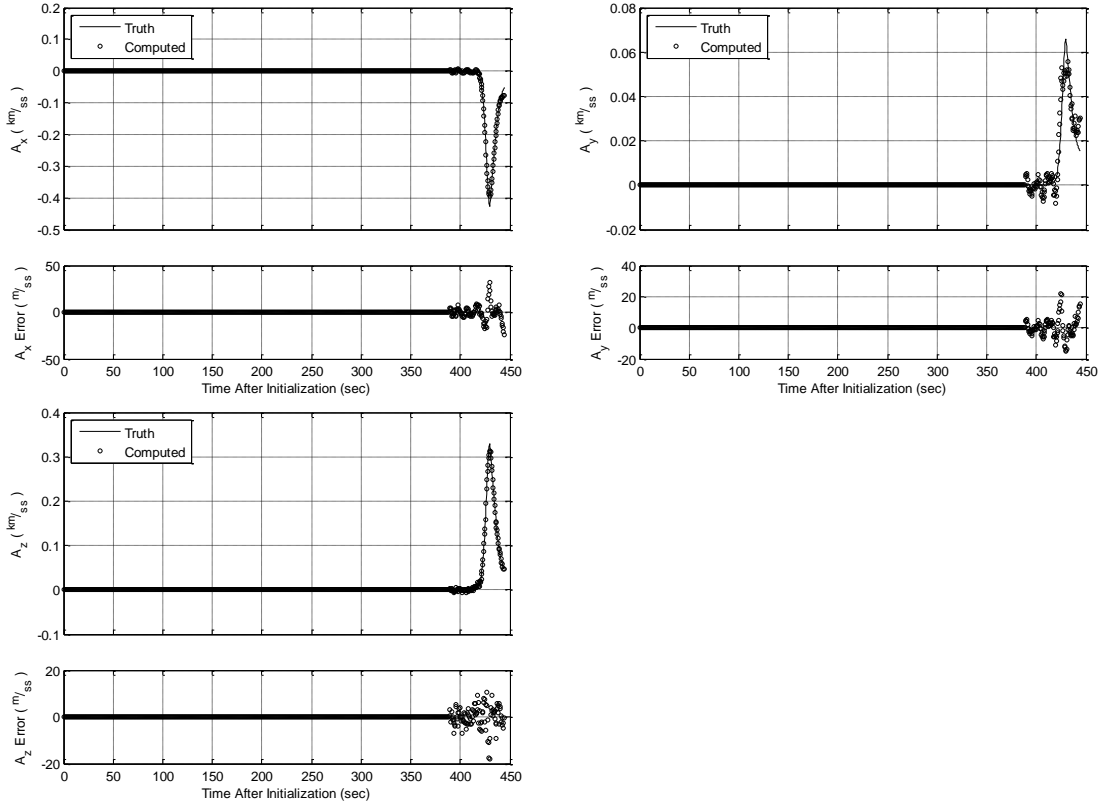 0.2
0.1
0
-0.1
-0.2
-0.3
-0.4
-0.5
A_x ( km/ss )
Truth
Computed
50
0
-50
A_x Error ( m/ss )
0 50 100 150 200 250 300 350 400 450
Time After Initialization (sec)
0.08
0.06
0.04
0.02
0
-0.02
A_y ( km/ss )
Truth
Computed
40
20
0
-20
A_y Error ( m/ss )
0 50 100 150 200 250 300 350 400 450
Time After Initialization (sec)
0.4
0.3
0.2
0.1
0
-0.1
A_z ( km/ss )
Truth
Computed
20
0
-20
A_z Error ( m/ss )
0 50 100 150 200 250 300 350 400 450
Time After Initialization (sec)